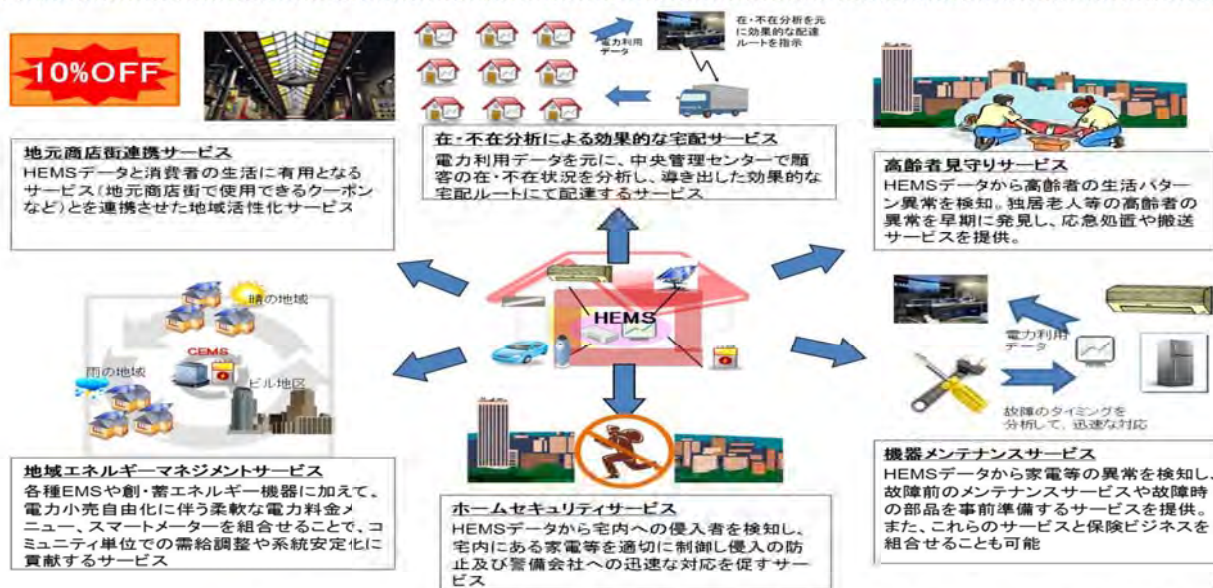 10%OFF
電力利用
データ
在・不在分析を元
に効果的な配達
ルートを指示
地元商店街連携サービス
HEMSデータと消費者の生活に有用となる
サービス(地元商店街で使用できるクーポン
など)とを連携させた地域活性化サービス
在・不在分析による効果的な宅配サービス
電力利用データを元に、中央管理センターで顧
客の在・不在状況を分析し、導き出した効果的な
宅配ルートにて配達するサービス
高齢者見守りサービス
HEMSデータから高齢者の生活パター
ン異常を検知。独居老人等の高齢者の
異常を早期に発見し、応急処置や搬送
サービスを提供。
HEMS
晴の地域
CEMS
雨の地域
ビル地区
電力利用
データ
故障のタイミングを
分析して、迅速な対応
地域エネルギーマネジメントサービス
各種EMSや創・蓄エネルギー機器に加えて、
電力小売自由化に伴う柔軟な電力料金メ
ニュー、スマートメーターを組合せることで、コ
ミュニティ単位での需給調整や系統安定化に
貢献するサービス
ホームセキュリティサービス
HEMSデータから宅内への侵入者を検知し、
宅内にある家電等を適切に制御し侵入の防
止及び警備会社への迅速な対応を促すサー
ビス
機器メンテナンスサービス
HEMSデータから家電等の異常を検知し、
故障前のメンテナンスサービスや故障時
の部品を事前準備するサービスを提供。
また、これらのサービスと保険ビジネスを
組合せることも可能